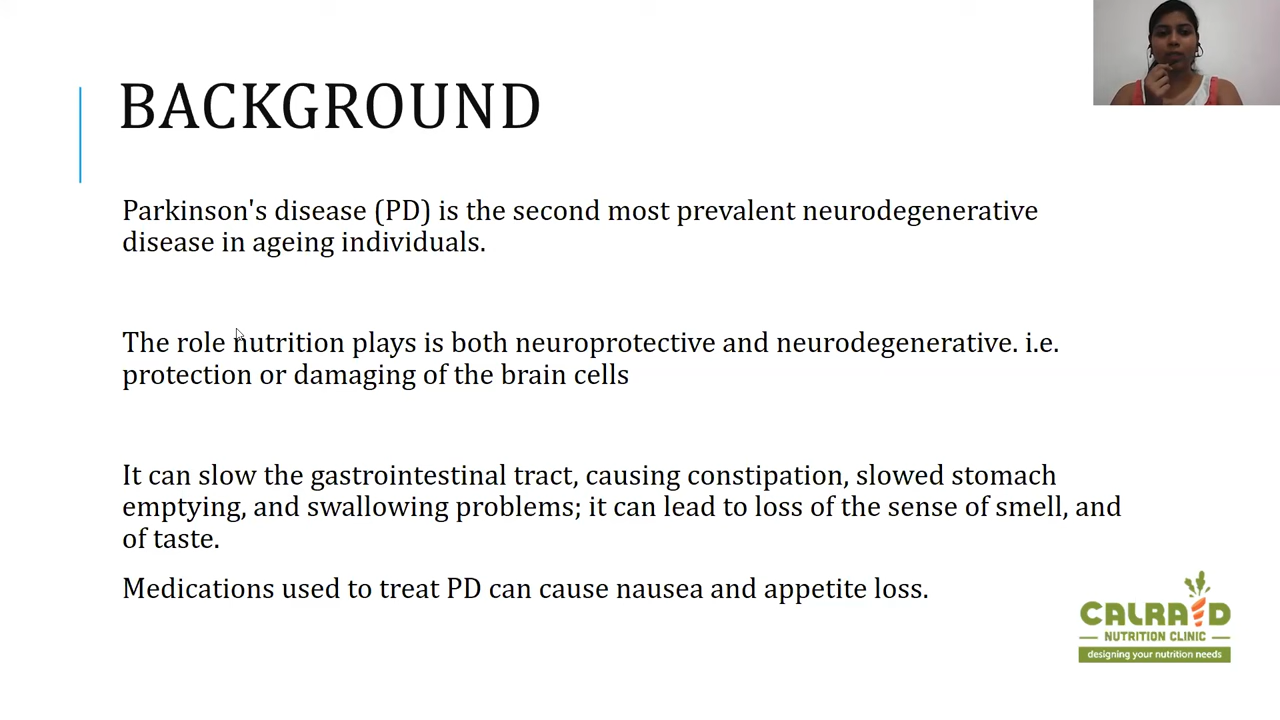 BACKGROUND
Parkinson's disease (PD) is the second most prevalent neurodegenerative
disease in ageing individuals.
The role nutrition plays is both neuroprotective and neurodegenerative. i.e.
protection or damaging of the brain cells
It can slow the gastrointestinal tract, causing constipation, slowed stomach
emptying, and swallowing problems; it can lead to loss of the sense of smell, and
of taste.
Medications used to treat PD can cause nausea and appetite loss.
CALRAID
NUTRITION CLINIC
designing your nutrition needs